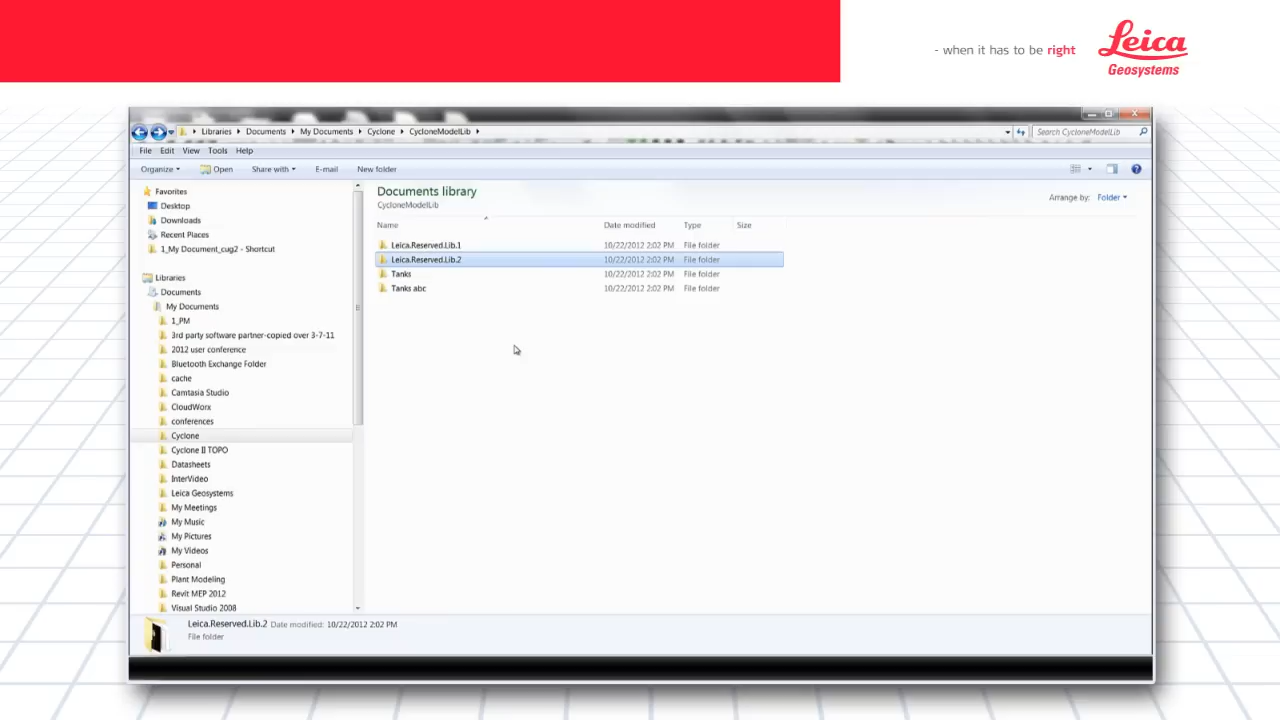 - when it has to be right
Leica
Geosystems
Libraries Documents My Documents Cyclone CycloneModelLib
Search CycloneModelLib
File Edit View Tools Help
Organize Open Share with E-mail New folder
Favorites
Desktop
Downloads
Recent Places
1_My Document_cug2 - Shortcut
Libraries
Documents
My Documents
1_PM
3rd party software partner-copied over 3-7-11
2012 user conference
Bluetooth Exchange Folder
cache
Camtasia Studio
CloudWorx
conferences
Cyclone
Cyclone II TOPO
Datasheets
InterVideo
Leica Geosystems
My Meetings
My Music
My Pictures
My Videos
Personal
Plant Modeling
Revit MEP 2012
Visual Studio 2008
Documents library
CycloneModelLib
Arrange by: Folder
Name Date modified Type Size
Leica.Reserved.Lib.1 10/22/2012 2:02 PM File folder
Leica.Reserved.Lib.2 10/22/2012 2:02 PM File folder
Tanks 10/22/2012 2:02 PM File folder
Tanks abc 10/22/2012 2:02 PM File folder
Leica.Reserved.Lib.2 Date modified: 10/22/2012 2:02 PM
File folder